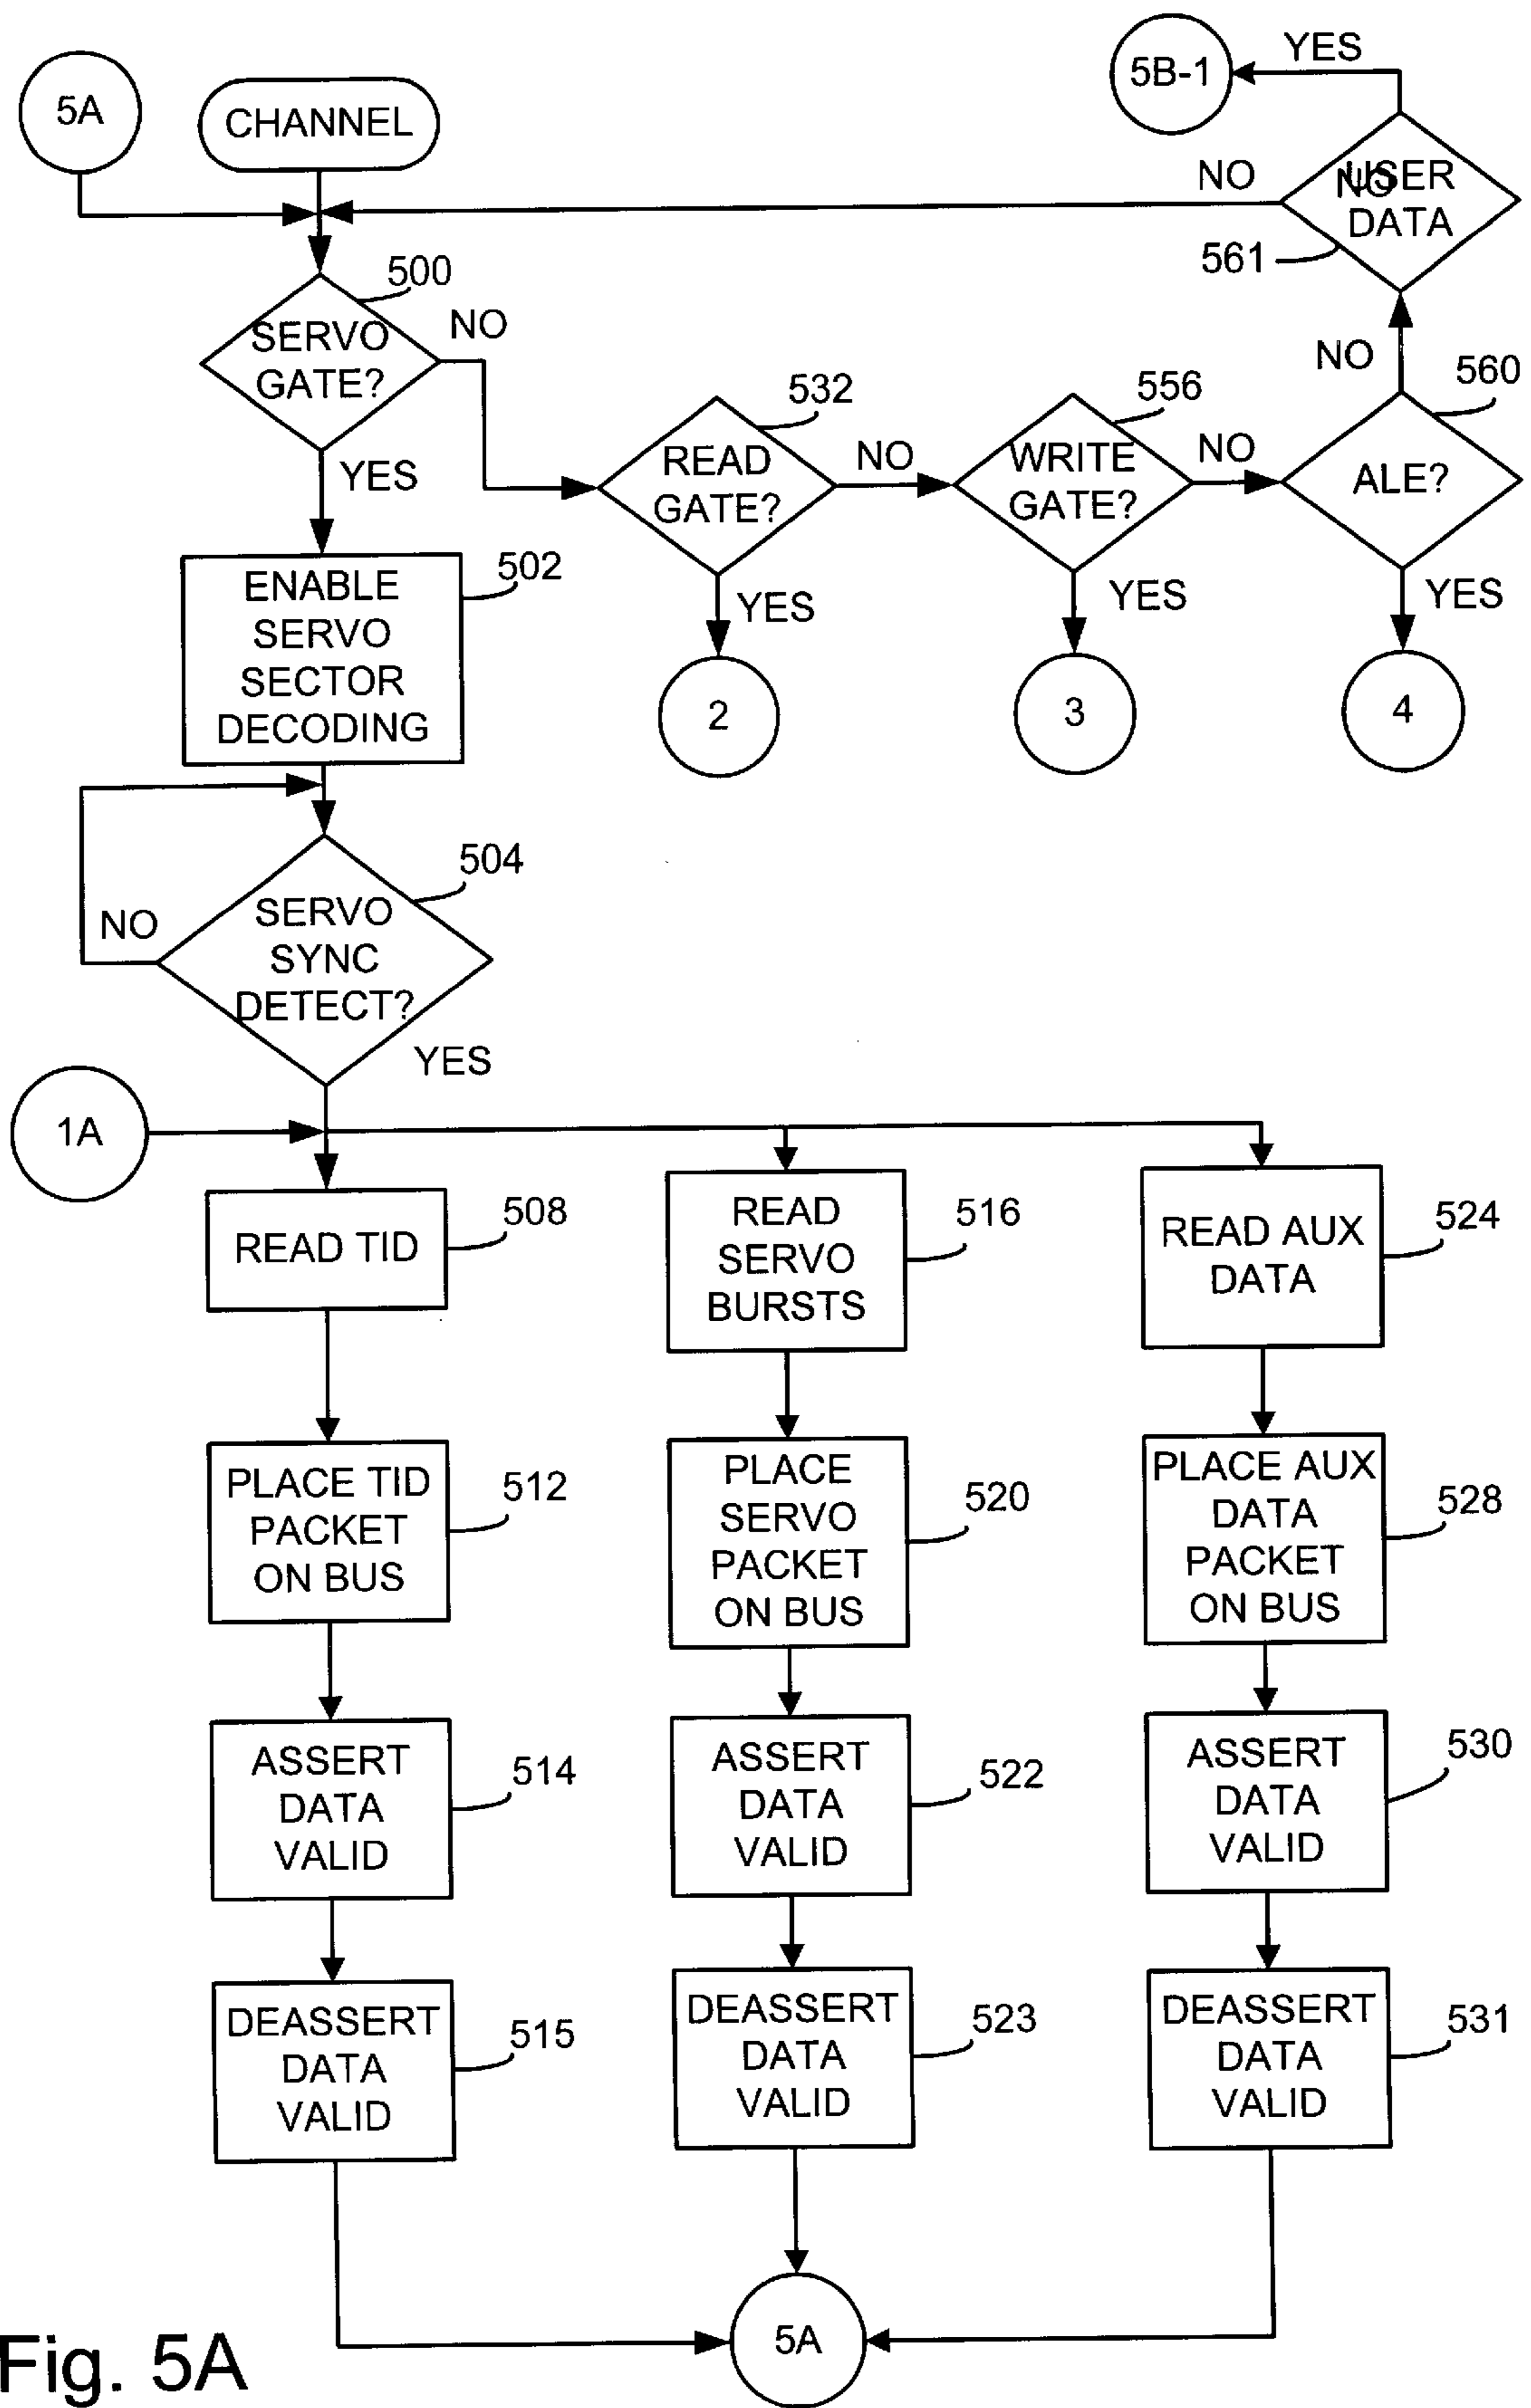 5A
CHANNEL
5B-1
YES
NO
NO
USER
DATA
561
500
SERVO
GATE?
NO
YES
532
READ
GATE?
NO
YES
2
556
WRITE
GATE?
NO
YES
3
NO
560
ALE?
YES
4
502
ENABLE
SERVO
SECTOR
DECODING
504
SERVO
SYNC
DETECT?
NO
YES
1A
READ TID
508
READ
SERVO
BURSTS
516
READ AUX
DATA
524
PLACE TID
PACKET
ON BUS
512
PLACE
SERVO
PACKET
ON BUS
520
PLACE AUX
DATA
PACKET
ON BUS
528
ASSERT
DATA
VALID
514
ASSERT
DATA
VALID
522
ASSERT
DATA
VALID
530
DEASSERT
DATA
VALID
515
DEASSERT
DATA
VALID
523
DEASSERT
DATA
VALID
531
5A
Fig. 5A